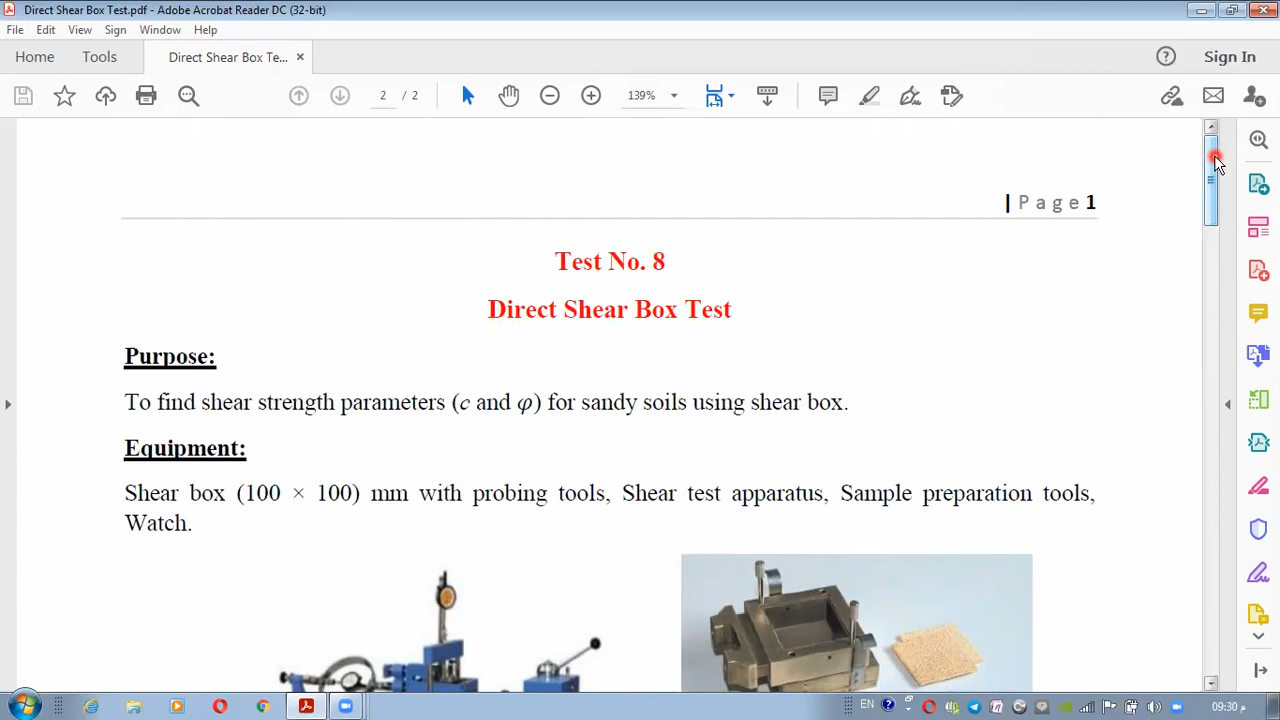 Direct Shear Box Test.pdf - Adobe Acrobat Reader DC (32-bit)
File Edit View Sign Window Help
Home Tools Direct Shear Box Te... × Sign In
2 / 2 139%
| P a g e 1
Test No. 8
Direct Shear Box Test
Purpose:
To find shear strength parameters (c and φ) for sandy soils using shear box.
Equipment:
Shear box (100 × 100) mm with probing tools, Shear test apparatus, Sample preparation tools,
Watch.
EN 09:30 م